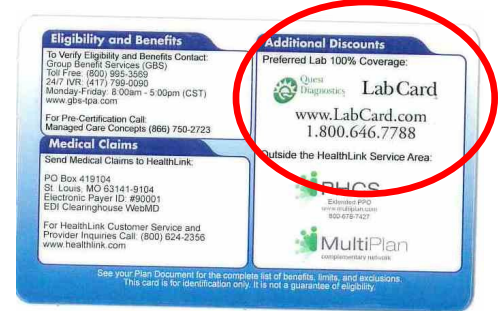 Eligibility and Benefits
To Verify Eligibility and Benefits Contact:
Group Benefit Services (GBS)
Toll Free: (800) 995-3569
24/7 IVR: (417) 799-0090
Monday-Friday: 8:00am - 5:00pm (CST)
www.gbs-tpa.com
For Pre-Certification Call:
Managed Care Concepts (866) 750-2723
Medical Claims
Send Medical Claims to HealthLink:
PO Box 419104
St. Louis, MO 63141-9104
Electronic Payer ID: #90001
EDI Clearinghouse WebMD
For HealthLink Customer Service and
Provider Inquiries Call: (800) 624-2356
www.healthlink.com
Additional Discounts
Preferred Lab 100% Coverage:
Quest
Diagnostics
LabCard
www.LabCard.com
1.800.646.7788
Outside the HealthLink Service Area:
PHCS
Extended PPO
www.multiplan.com
800-678-7427
MultiPlan
complementary network
See your Plan Document for the complete list of benefits, limits, and exclusions.
This card is for identification only. It is not a guarantee of eligibility.